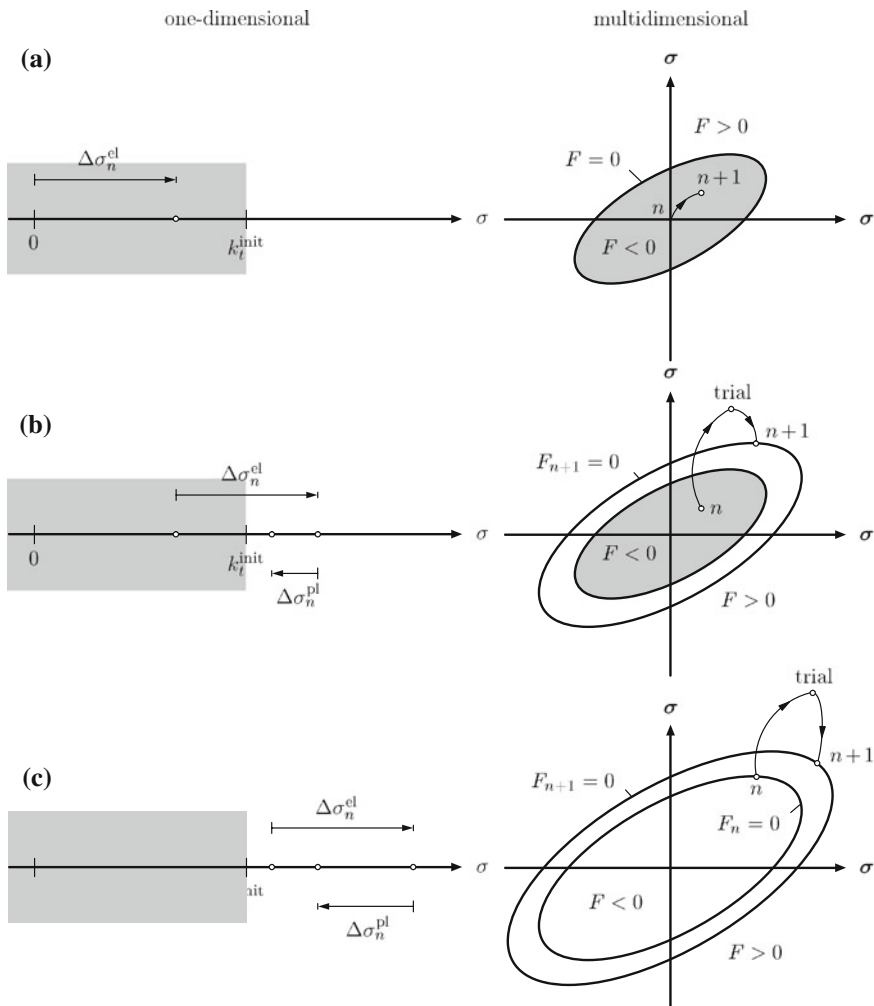 one-dimensional
multidimensional
(a)
σ
F > 0
F = 0
Δσ_n^el
n+1
n
σ
σ
0
k_t^init
F < 0
σ
trial
(b)
n+1
F_{n+1} = 0
Δσ_n^el
n
σ
σ
0
k_t^init
F < 0
Δσ_n^pl
F > 0
trial
σ
n+1
(c)
F_{n+1} = 0
n
Δσ_n^el
F_n = 0
σ
σ
init
F < 0
Δσ_n^pl
F > 0